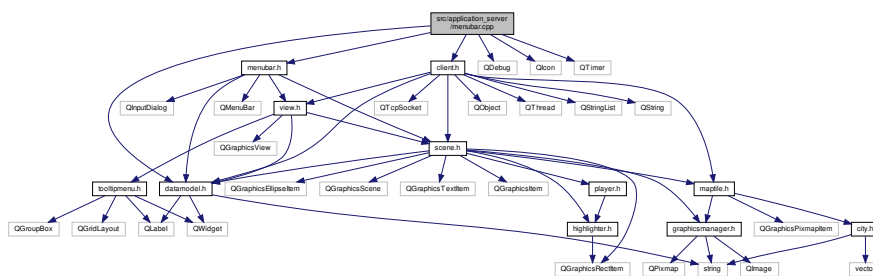 src/application_server
/menubar.cpp
menubar.h
client.h
QDebug
QIcon
QTimer
QInputDialog
QMenuBar
view.h
QTcpSocket
QObject
QThread
QStringList
QString
QGraphicsView
scene.h
tooltipmenu.h
datamodel.h
QGraphicsEllipseItem
QGraphicsScene
QGraphicsTextItem
QGraphicsItem
player.h
maptile.h
QGroupBox
QGridLayout
QLabel
QWidget
highlighter.h
graphicsmanager.h
QGraphicsPixmapItem
city.h
QGraphicsRectItem
QPixmap
string
QImage
vector